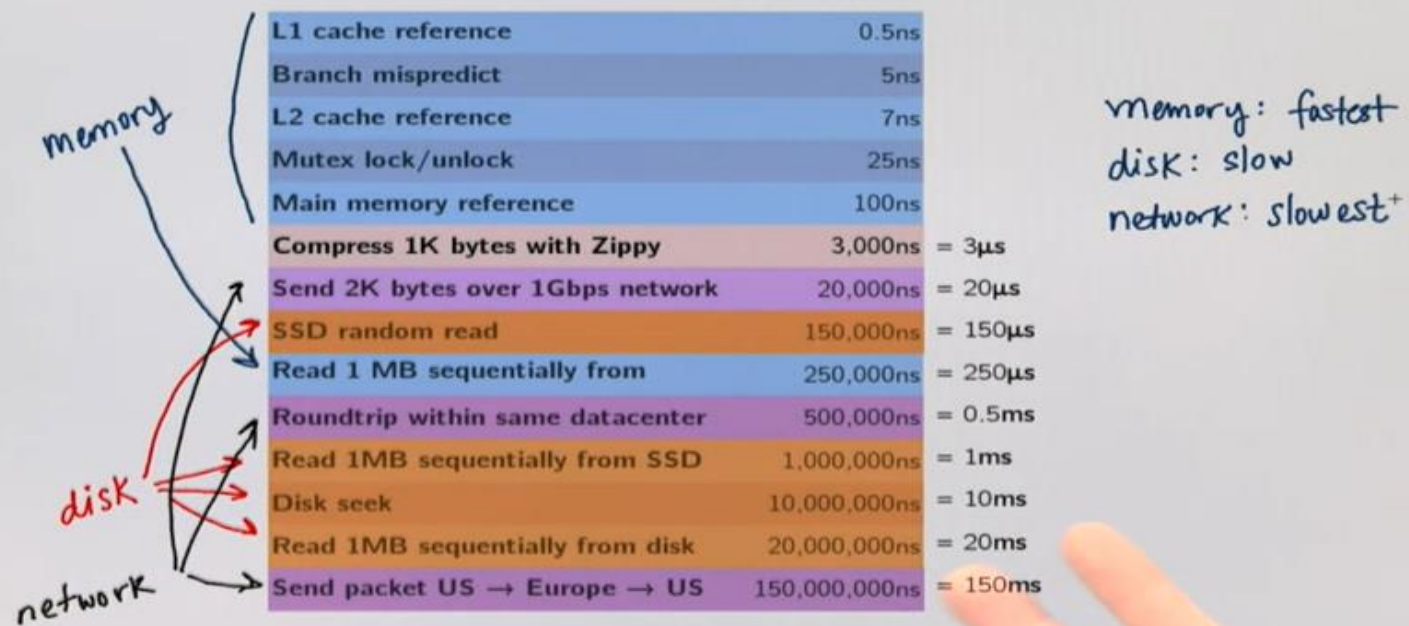 L1 cache reference 0.5ns
Branch mispredict 5ns
L2 cache reference 7ns
Mutex lock/unlock 25ns
Main memory reference 100ns
Compress 1K bytes with Zippy 3,000ns = 3μs
Send 2K bytes over 1Gbps network 20,000ns = 20μs
SSD random read 150,000ns = 150μs
Read 1 MB sequentially from 250,000ns = 250μs
Roundtrip within same datacenter 500,000ns = 0.5ms
Read 1MB sequentially from SSD 1,000,000ns = 1ms
Disk seek 10,000,000ns = 10ms
Read 1MB sequentially from disk 20,000,000ns = 20ms
Send packet US → Europe → US 150,000,000ns = 150ms
memory
disk
network
memory: fastest
disk: slow
network: slowest+